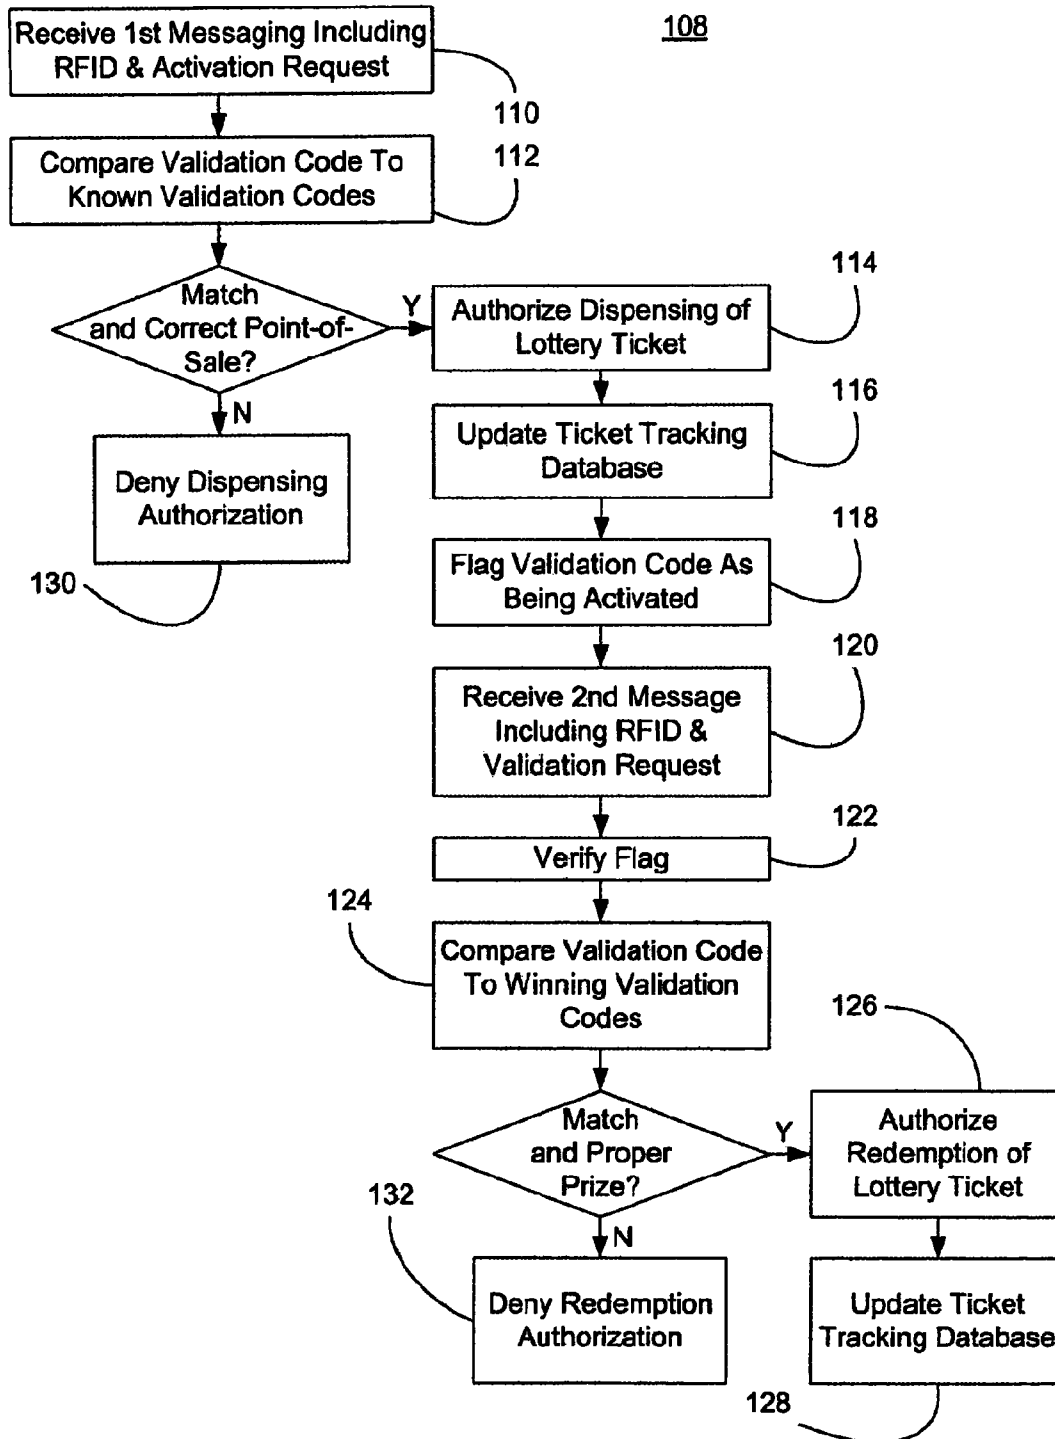 108
Receive 1st Messaging Including
RFID & Activation Request
110
Compare Validation Code To
Known Validation Codes
112
Match
and Correct Point-of-
Sale?
Y
N
Authorize Dispensing of
Lottery Ticket
114
Update Ticket Tracking
Database
116
Deny Dispensing
Authorization
130
Flag Validation Code As
Being Activated
118
Receive 2nd Message
Including RFID &
Validation Request
120
Verify Flag
122
124
Compare Validation Code
To Winning Validation
Codes
Match
and Proper
Prize?
Y
N
126
Authorize
Redemption of
Lottery Ticket
132
Deny Redemption
Authorization
Update Ticket
Tracking Database
128